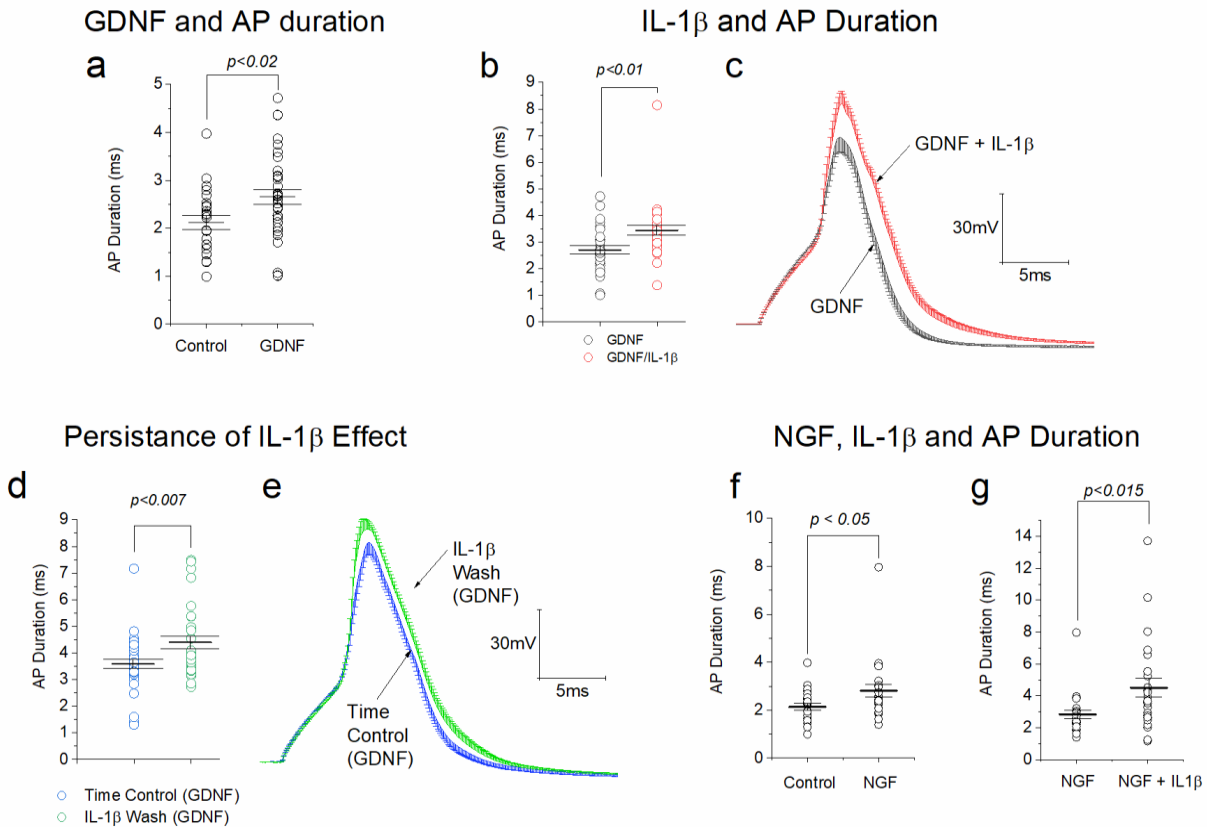 GDNF and AP duration
IL-1β and AP Duration
a
p<0.02
AP Duration (ms)
5
4
3
2
1
0
Control
GDNF
b
p<0.01
AP Duration (ms)
9
8
7
6
5
4
3
2
1
0
GDNF
GDNF/IL-1β
c
GDNF + IL-1β
GDNF
30mV
5ms
Persistance of IL-1β Effect
NGF, IL-1β and AP Duration
d
p<0.007
AP Duration (ms)
9
8
7
6
5
4
3
2
1
0
Time Control (GDNF)
IL-1β Wash (GDNF)
e
IL-1β
Wash
(GDNF)
Time
Control
(GDNF)
30mV
5ms
f
p < 0.05
AP Duration (ms)
10
8
6
4
2
0
Control
NGF
g
p<0.015
AP Duration (ms)
14
12
10
8
6
4
2
0
NGF
NGF + IL1β